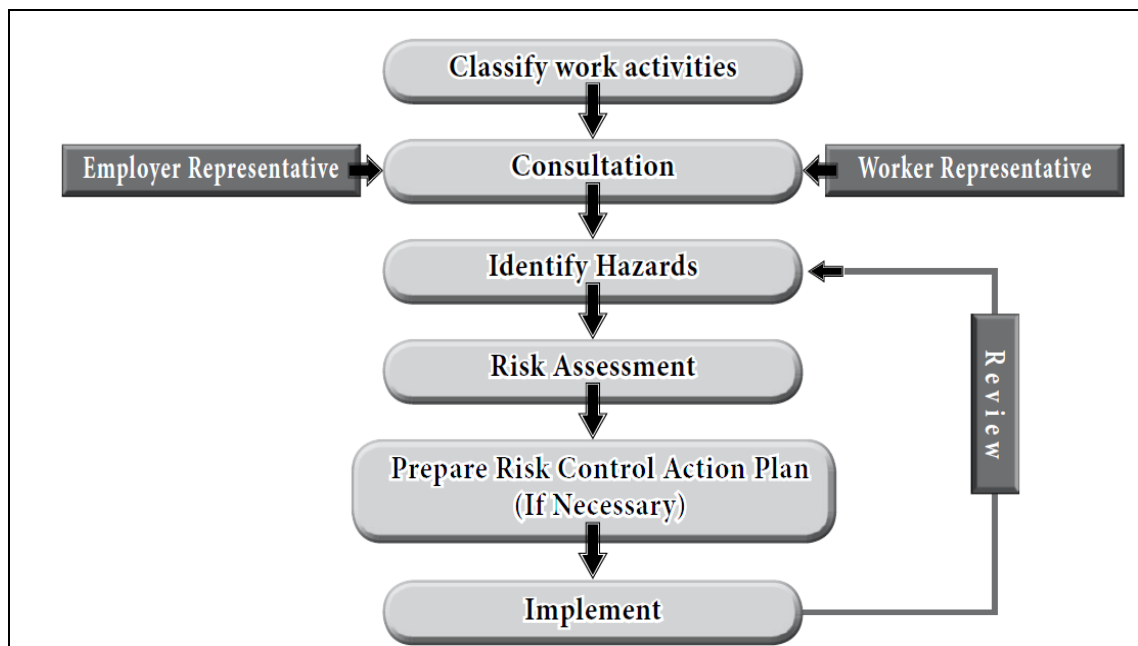 Classify work activities
Employer Representative
Consultation
Worker Representative
Identify Hazards
Risk Assessment
Review
Prepare Risk Control Action Plan
(If Necessary)
Implement